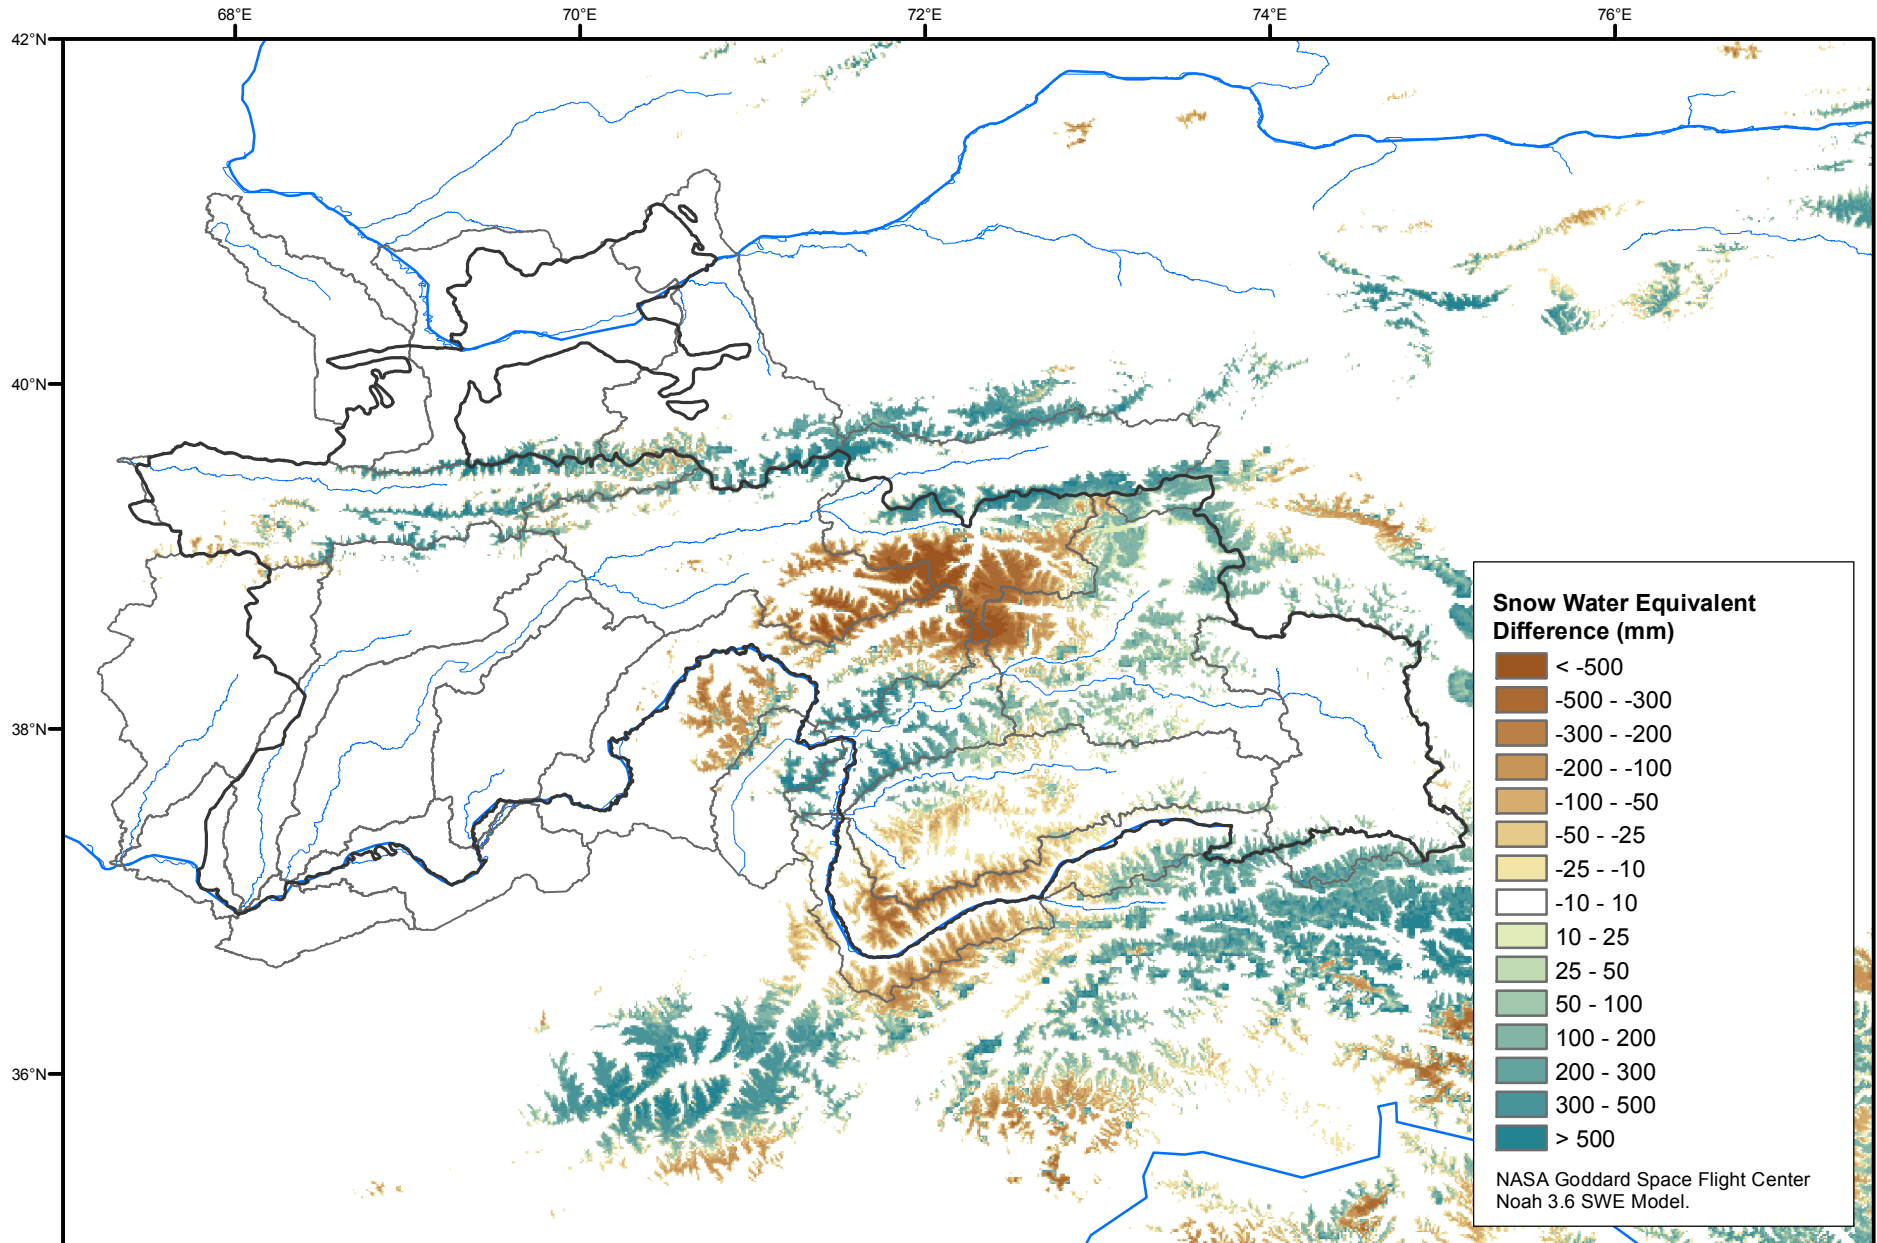 68°E 70°E 72°E 74°E 76°E
42°N
40°N
38°N
36°N
Snow Water Equivalent
Difference (mm)
< -500
-500 - -300
-300 - -200
-200 - -100
-100 - -50
-50 - -25
-25 - -10
-10 - 10
10 - 25
25 - 50
50 - 100
100 - 200
200 - 300
300 - 500
> 500
NASA Goddard Space Flight Center
Noah 3.6 SWE Model.